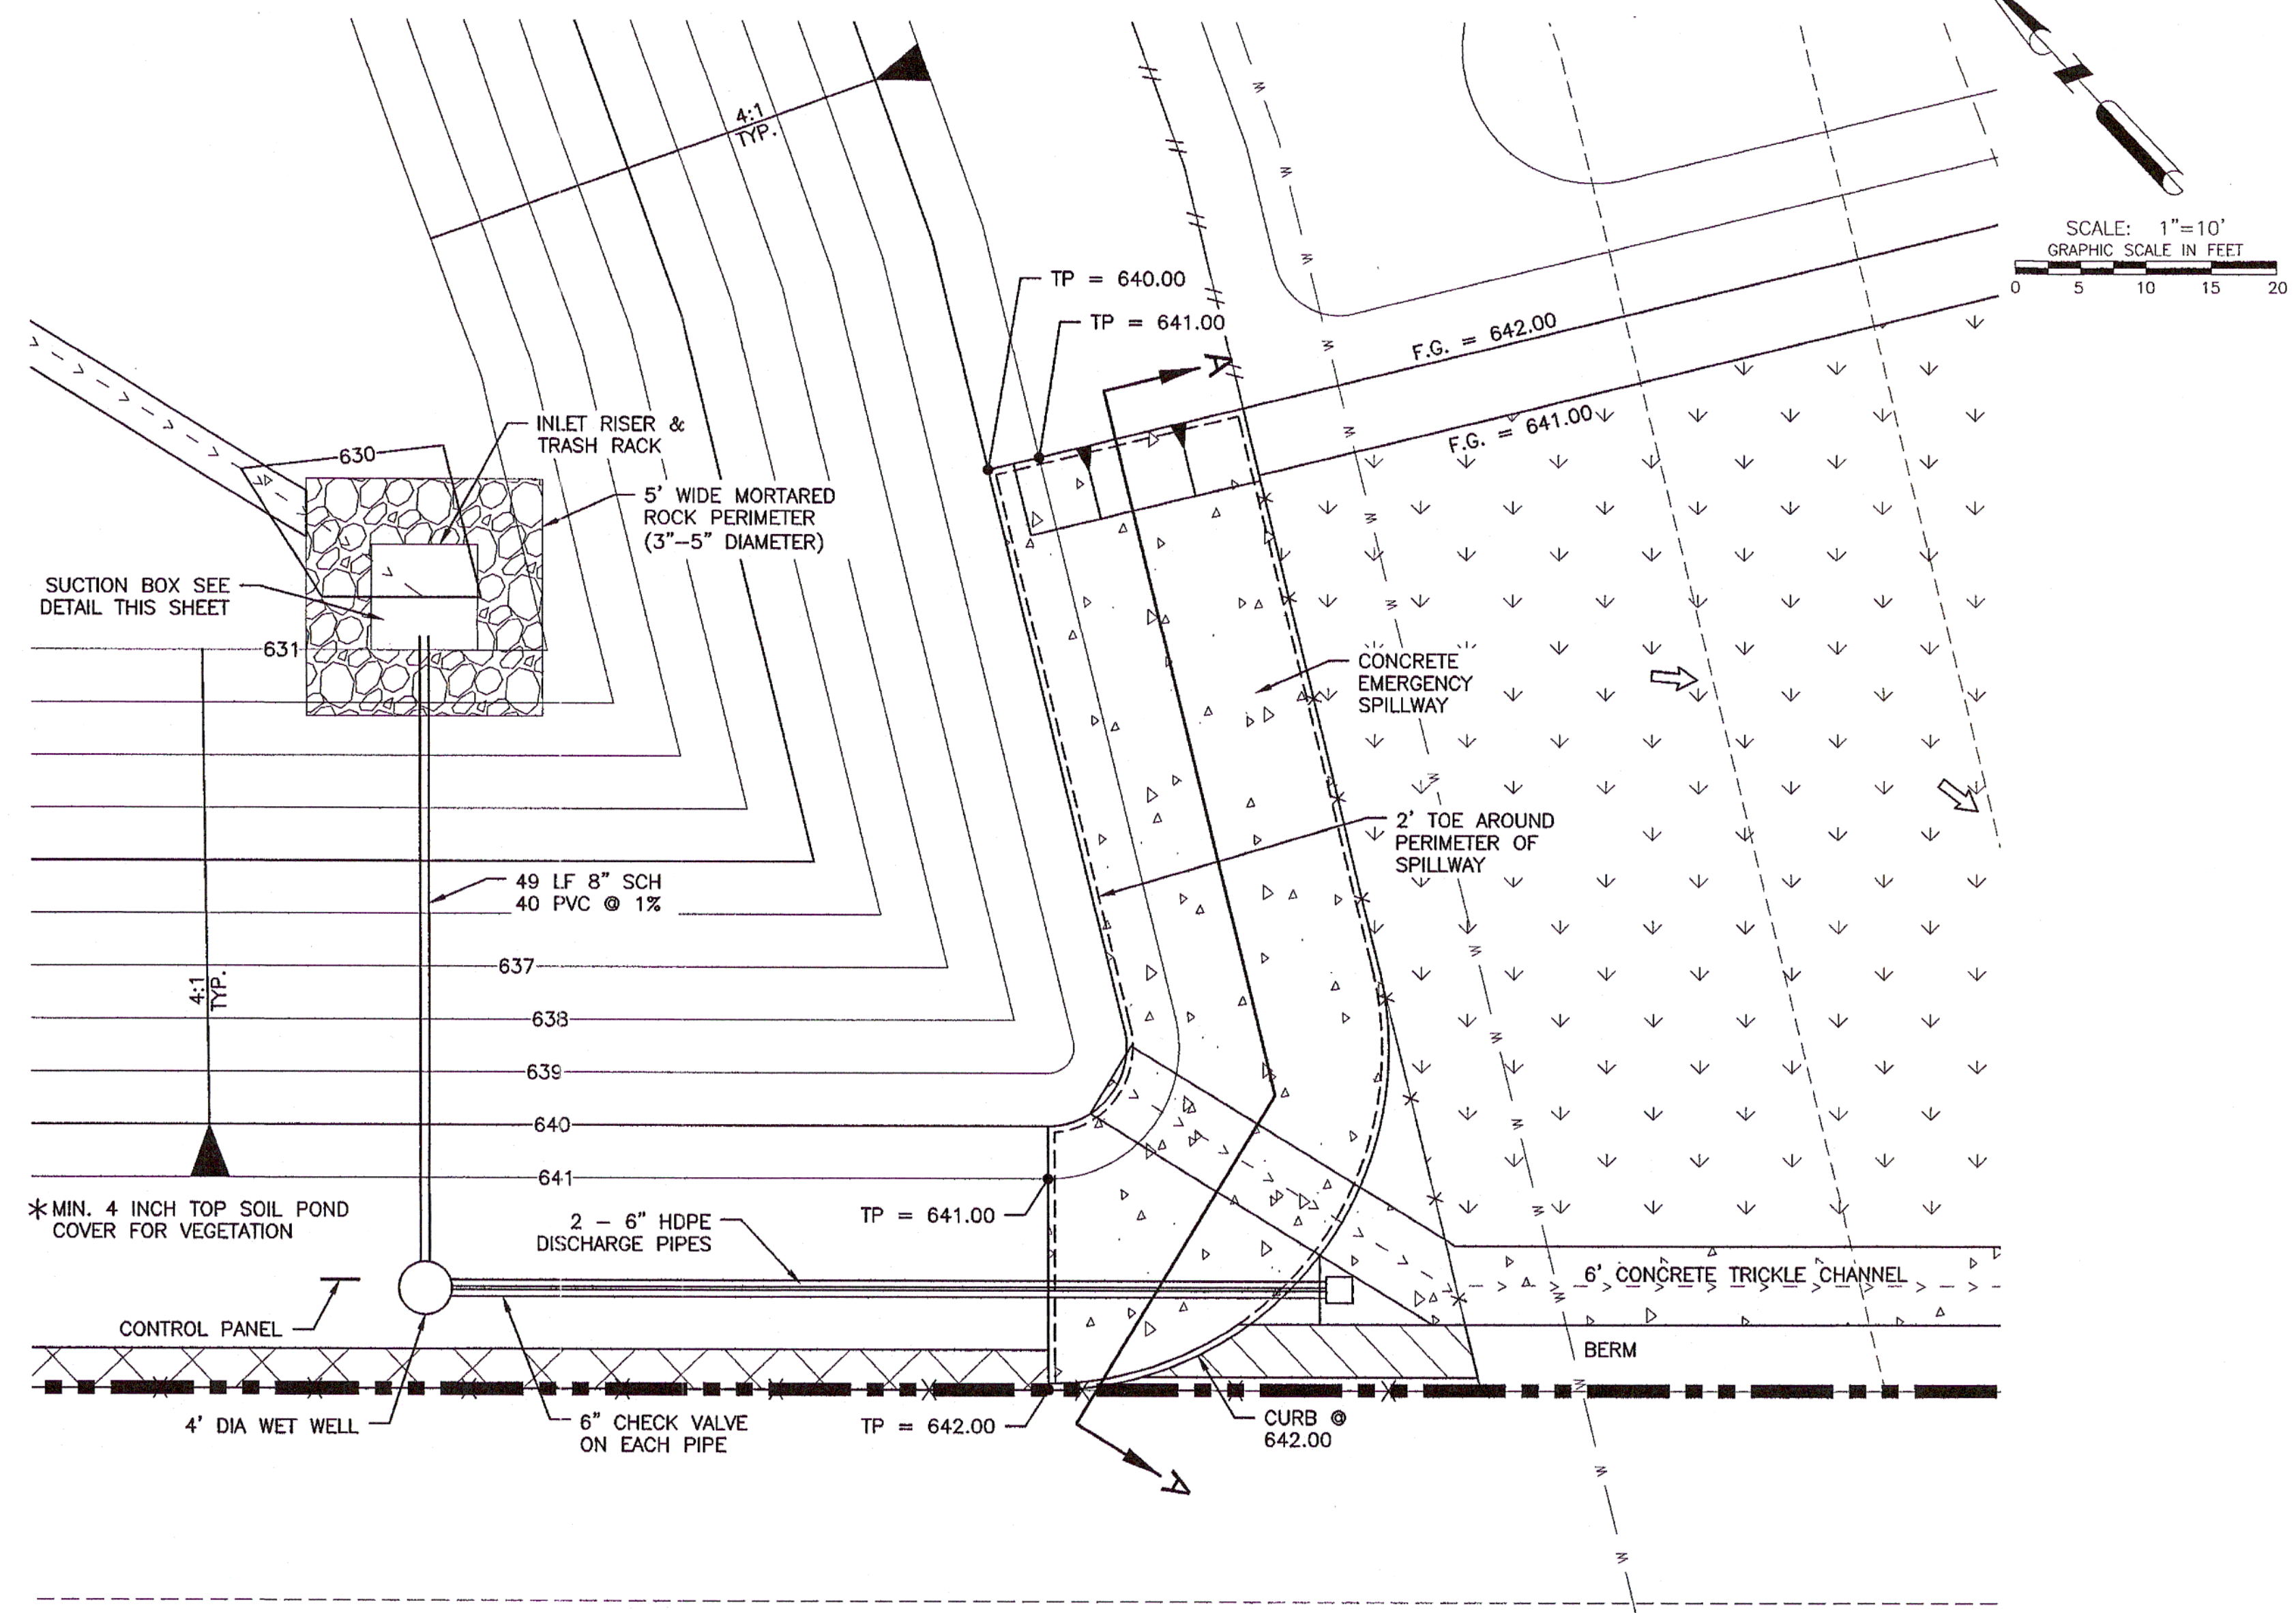 4:1
TYP.
SCALE: 1"=10'
GRAPHIC SCALE IN FEET
0 5 10 15 20
TP = 640.00
TP = 641.00
F.G. = 642.00
F.G. = 641.00
A
INLET RISER &
TRASH RACK
630
5' WIDE MORTARED
ROCK PERIMETER
(3"-5" DIAMETER)
SUCTION BOX SEE
DETAIL THIS SHEET
631
CONCRETE
EMERGENCY
SPILLWAY
2' TOE AROUND
PERIMETER OF
SPILLWAY
49 LF 8" SCH
40 PVC @ 1%
4:1
TYP.
637
638
639
640
641
*MIN. 4 INCH TOP SOIL POND
COVER FOR VEGETATION
2 - 6" HDPE
DISCHARGE PIPES
TP = 641.00
6' CONCRETE TRICKLE CHANNEL
CONTROL PANEL
BERM
4' DIA WET WELL
6" CHECK VALVE
ON EACH PIPE
TP = 642.00
CURB @
642.00
A